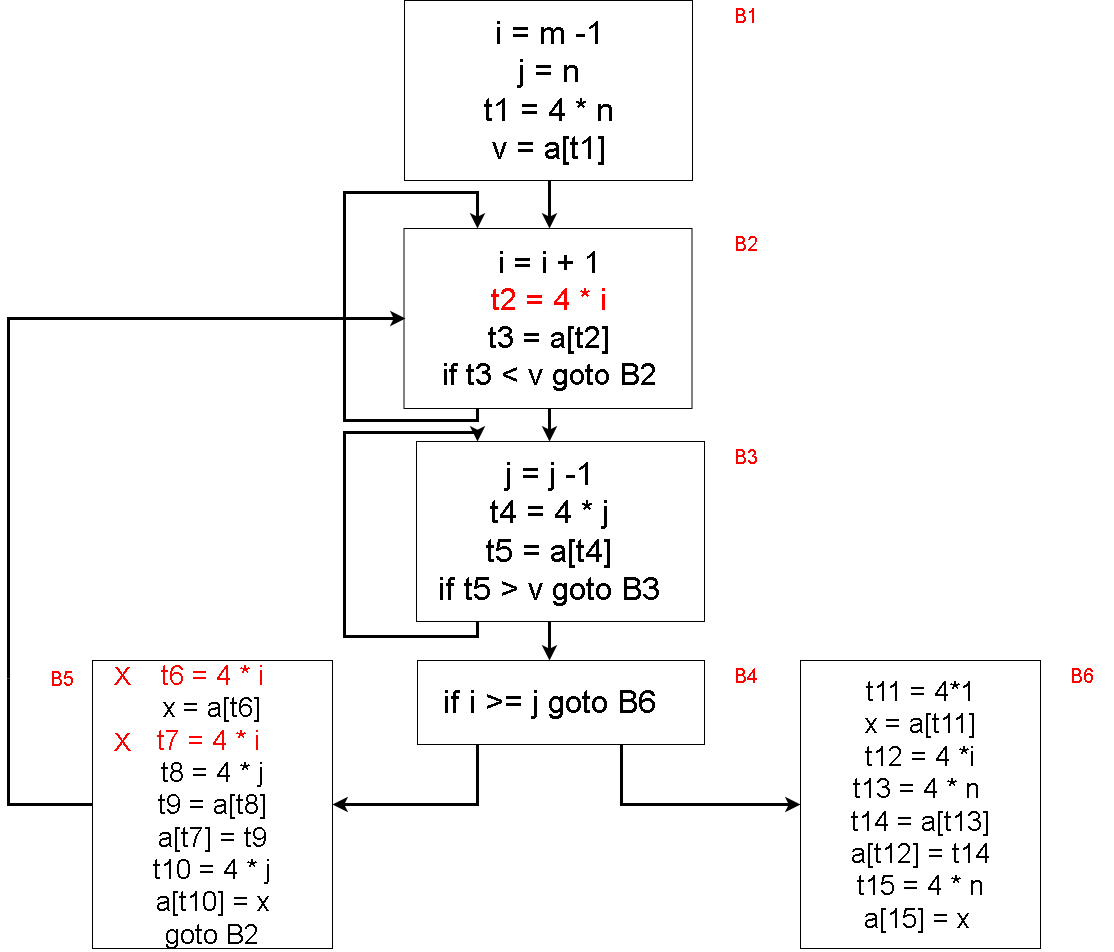 B1
i = m -1
j = n
t1 = 4 * n
v = a[t1]
B2
i = i + 1
t2 = 4 * i
t3 = a[t2]
if t3 < v goto B2
B3
j = j -1
t4 = 4 * j
t5 = a[t4]
if t5 > v goto B3
B5
X t6 = 4 * i
x = a[t6]
X t7 = 4 * i
t8 = 4 * j
t9 = a[t8]
a[t7] = t9
t10 = 4 * j
a[t10] = x
goto B2
B4
if i >= j goto B6
B6
t11 = 4*1
x = a[t11]
t12 = 4 *i
t13 = 4 * n
t14 = a[t13]
a[t12] = t14
t15 = 4 * n
a[15] = x